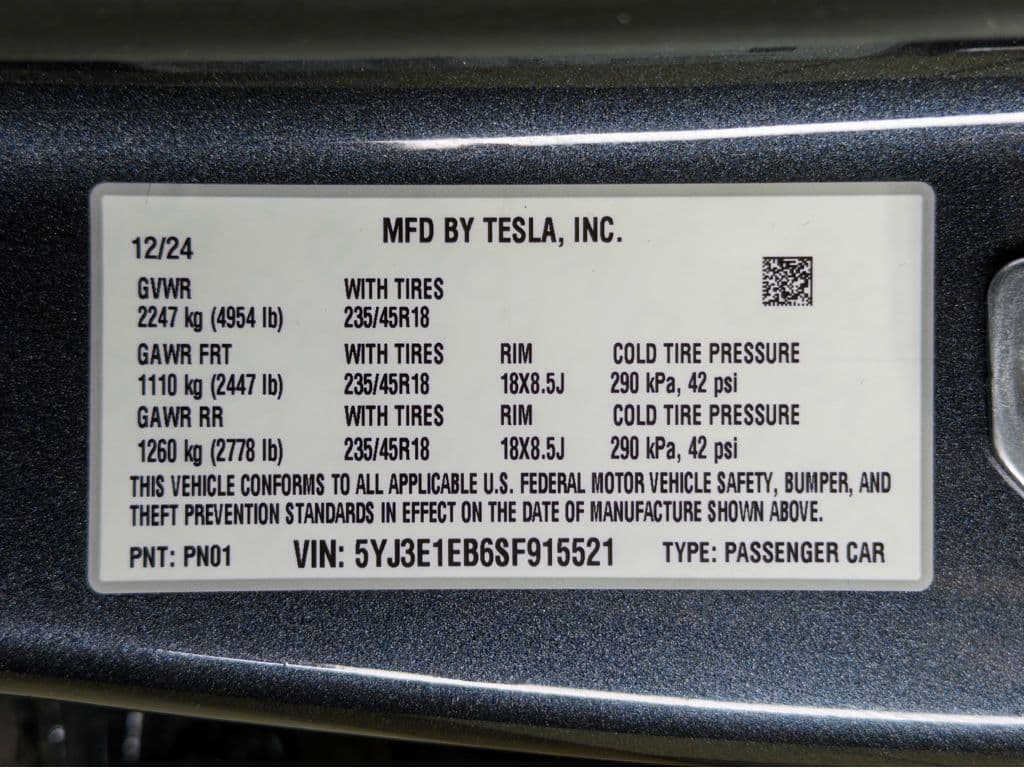 MFD BY TESLA, INC.
12/24
GVWR WITH TIRES
2247 kg (4954 lb) 235/45R18
GAWR FRT WITH TIRES RIM COLD TIRE PRESSURE
1110 kg (2447 lb) 235/45R18 18X8.5J 290 kPa, 42 psi
GAWR RR WITH TIRES RIM COLD TIRE PRESSURE
1260 kg (2778 lb) 235/45R18 18X8.5J 290 kPa, 42 psi
THIS VEHICLE CONFORMS TO ALL APPLICABLE U.S. FEDERAL MOTOR VEHICLE SAFETY, BUMPER, AND
THEFT PREVENTION STANDARDS IN EFFECT ON THE DATE OF MANUFACTURE SHOWN ABOVE.
PNT: PN01 VIN: 5YJ3E1EB6SF915521 TYPE: PASSENGER CAR